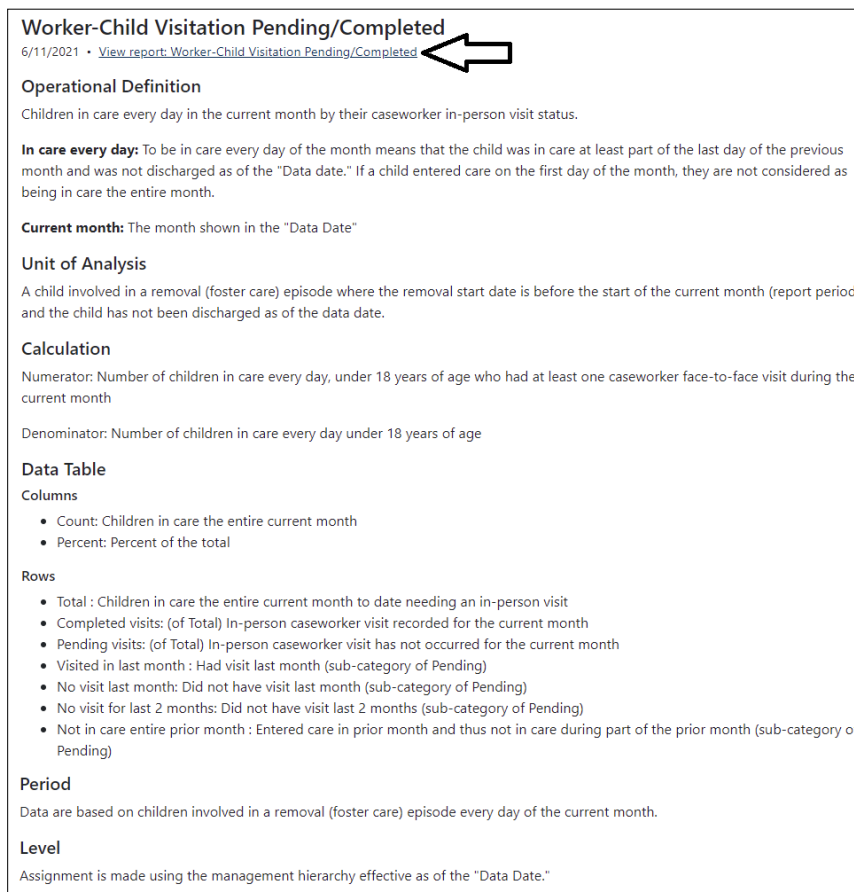 Worker-Child Visitation Pending/Completed
6/11/2021 • View report: Worker-Child Visitation Pending/Completed
Operational Definition
Children in care every day in the current month by their caseworker in-person visit status.
In care every day: To be in care every day of the month means that the child was in care at least part of the last day of the previous
month and was not discharged as of the "Data date." If a child entered care on the first day of the month, they are not considered as
being in care the entire month.
Current month: The month shown in the "Data Date"
Unit of Analysis
A child involved in a removal (foster care) episode where the removal start date is before the start of the current month (report period
and the child has not been discharged as of the data date.
Calculation
Numerator: Number of children in care every day, under 18 years of age who had at least one caseworker face-to-face visit during the
current month
Denominator: Number of children in care every day under 18 years of age
Data Table
Columns
• Count: Children in care the entire current month
• Percent: Percent of the total
Rows
• Total : Children in care the entire current month to date needing an in-person visit
• Completed visits: (of Total) In-person caseworker visit recorded for the current month
• Pending visits: (of Total) In-person caseworker visit has not occurred for the current month
• Visited in last month : Had visit last month (sub-category of Pending)
• No visit last month: Did not have visit last month (sub-category of Pending)
• No visit for last 2 months: Did not have visit last 2 months (sub-category of Pending)
• Not in care entire prior month : Entered care in prior month and thus not in care during part of the prior month (sub-category o
Pending)
Period
Data are based on children involved in a removal (foster care) episode every day of the current month.
Level
Assignment is made using the management hierarchy effective as of the "Data Date."